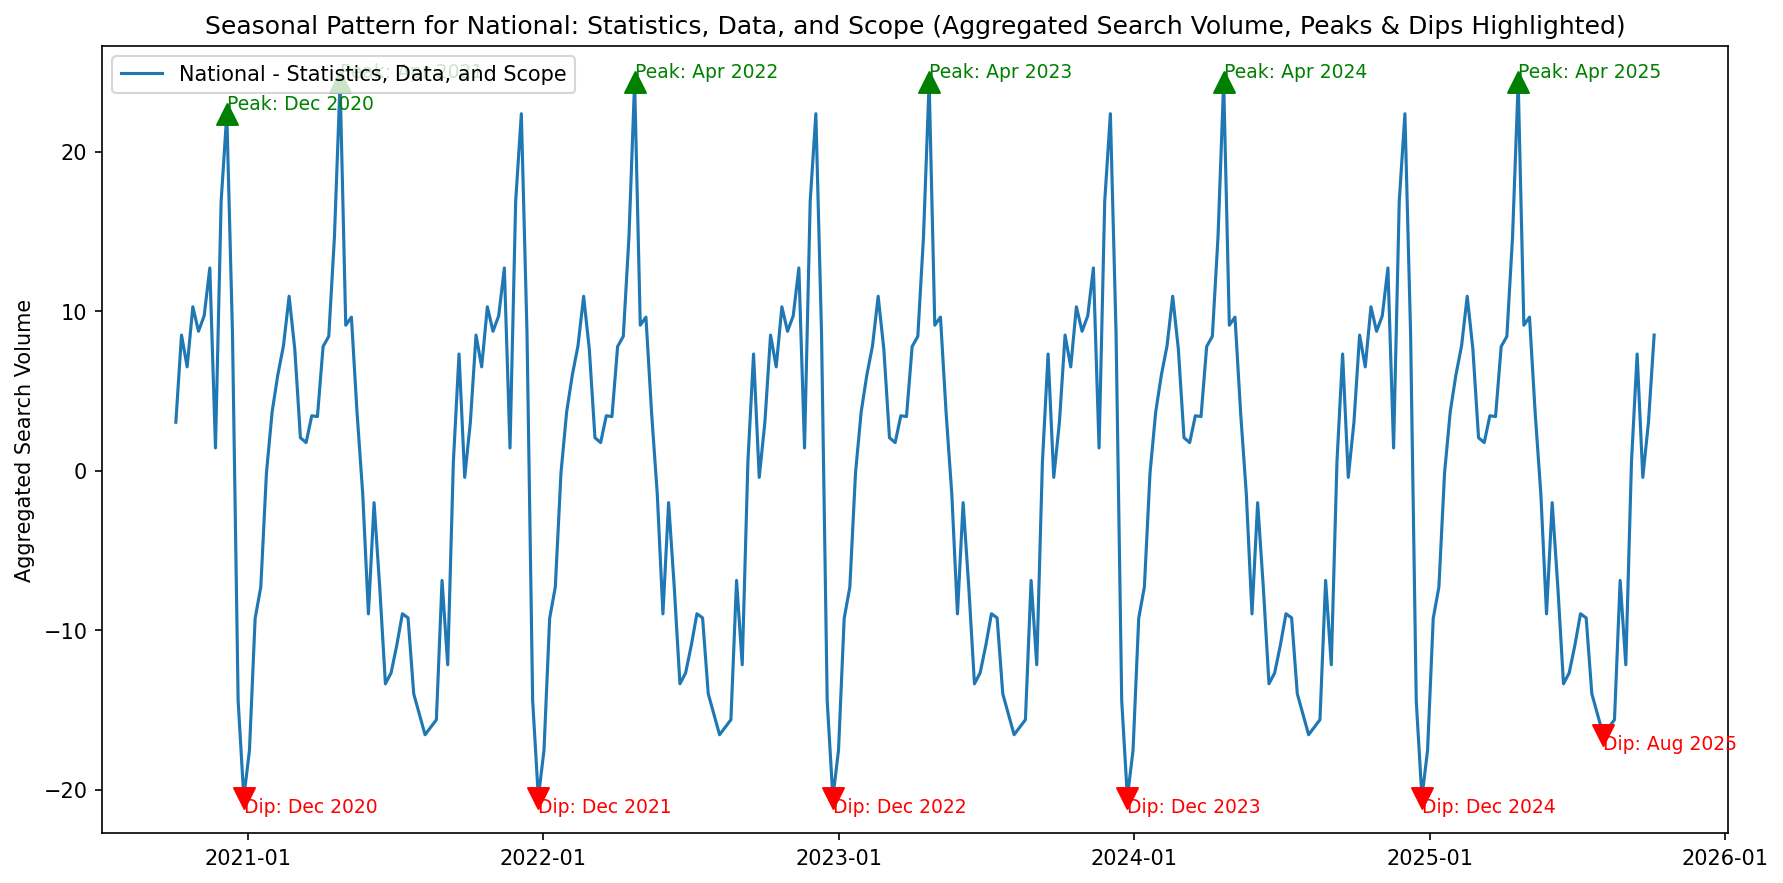 Seasonal Pattern for National: Statistics, Data, and Scope (Aggregated Search Volume, Peaks & Dips Highlighted)
National - Statistics, Data, and Scope
Peak: Apr 2021
Peak: Apr 2022
Peak: Apr 2023
Peak: Apr 2024
Peak: Apr 2025
Peak: Dec 2020
Aggregated Search Volume
20
10
0
−10
−20
Dip: Aug 2025
Dip: Dec 2020
Dip: Dec 2021
Dip: Dec 2022
Dip: Dec 2023
Dip: Dec 2024
2021-01
2022-01
2023-01
2024-01
2025-01
2026-01